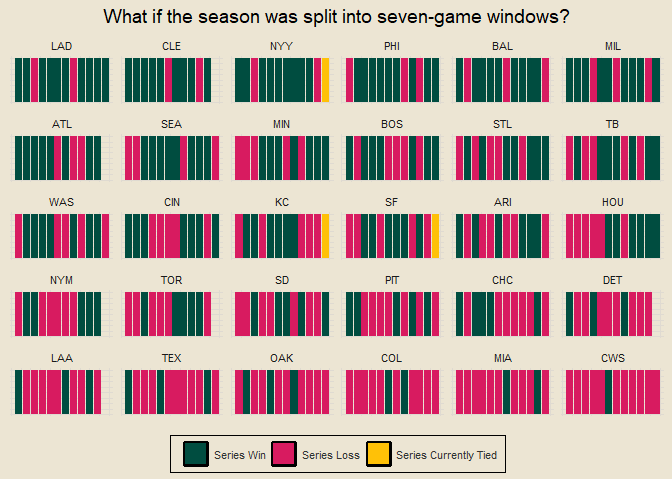 What if the season was split into seven-game windows?
LAD CLE NYY PHI BAL MIL
ATL SEA MIN BOS STL TB
WAS CIN KC SF ARI HOU
NYM TOR SD PIT CHC DET
LAA TEX OAK COL MIA CWS
Series Win Series Loss Series Currently Tied